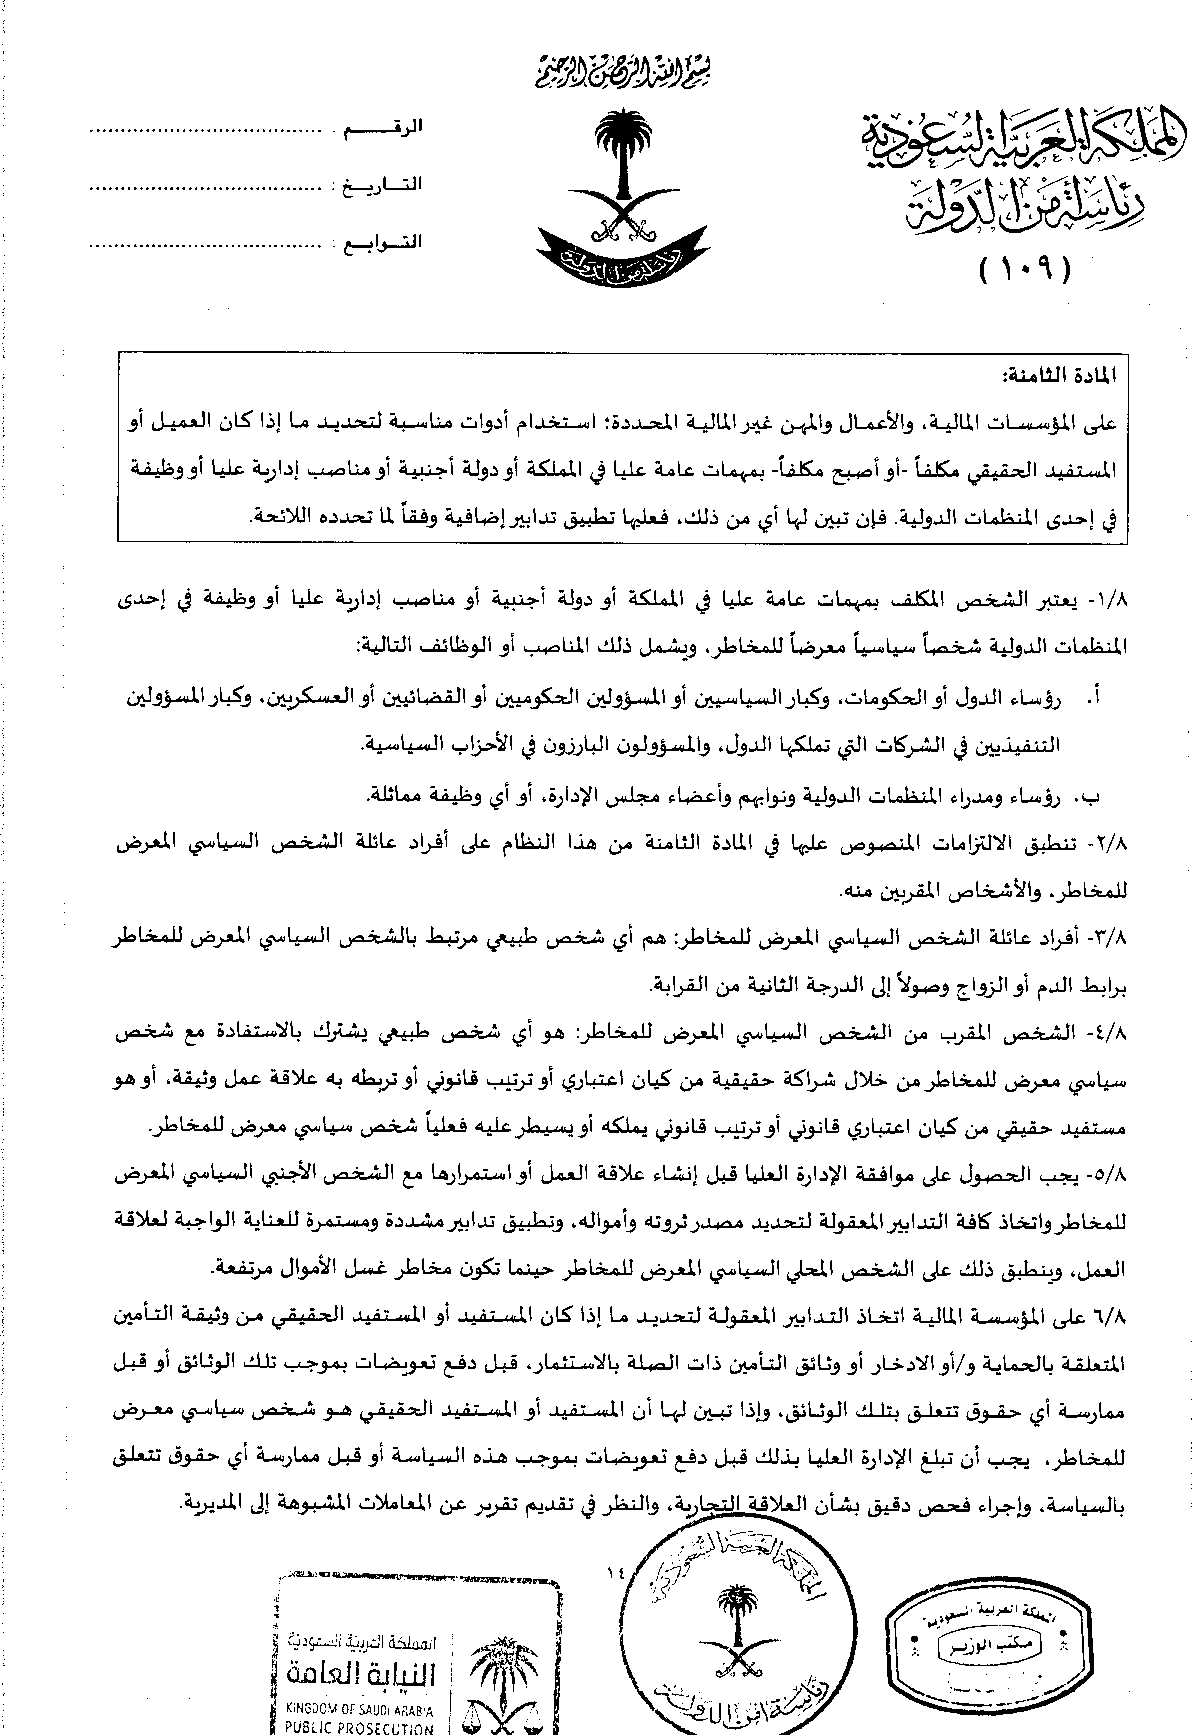 بسم الله الرحمن الرحيم
المملكة العربية السعودية
رئاسة أمن الدولة
(١٠٩)
الرقـــم : ......................................
التــاريخ : ......................................
التـوابـع : ......................................
رئاسة أمن الدولة
المادة الثامنة:
على المؤسسات المالية، والأعمال والمهن غير المالية المحددة؛ استخدام أدوات مناسبة لتحديد ما إذا كان العميل أو
المستفيد الحقيقي مكلفاً -أو أصبح مكلفاً- بمهمات عامة عليا في المملكة أو دولة أجنبية أو مناصب إدارية عليا أو وظيفة
في إحدى المنظمات الدولية. فإن تبين لها أي من ذلك، فعليها تطبيق تدابير إضافية وفقاً لما تحدده اللائحة.
١/٨- يعتبر الشخص المكلف بمهمات عامة عليا في المملكة أو دولة أجنبية أو مناصب إدارية عليا أو وظيفة في إحدى
المنظمات الدولية شخصاً سياسياً معرضاً للمخاطر، ويشمل ذلك المناصب أو الوظائف التالية:
أ. رؤساء الدول أو الحكومات، وكبار السياسيين أو المسؤولين الحكوميين أو القضائيين أو العسكريين، وكبار المسؤولين
التنفيذيين في الشركات التي تملكها الدول، والمسؤولون البارزون في الأحزاب السياسية.
ب. رؤساء ومدراء المنظمات الدولية ونوابهم وأعضاء مجلس الإدارة، أو أي وظيفة مماثلة.
٢/٨- تنطبق الالتزامات المنصوص عليها في المادة الثامنة من هذا النظام على أفراد عائلة الشخص السياسي المعرض
للمخاطر، والأشخاص المقربين منه.
٣/٨- أفراد عائلة الشخص السياسي المعرض للمخاطر: هم أي شخص طبيعي مرتبط بالشخص السياسي المعرض للمخاطر
برابط الدم أو الزواج وصولاً إلى الدرجة الثانية من القرابة.
٤/٨- الشخص المقرب من الشخص السياسي المعرض للمخاطر: هو أي شخص طبيعي يشترك بالاستفادة مع شخص
سياسي معرض للمخاطر من خلال شراكة حقيقية من كيان اعتباري أو ترتيب قانوني أو تربطه به علاقة عمل وثيقة، أو هو
مستفيد حقيقي من كيان اعتباري قانوني أو ترتيب قانوني يملكه أو يسيطر عليه فعلياً شخص سياسي معرض للمخاطر.
٥/٨- يجب الحصول على موافقة الإدارة العليا قبل إنشاء علاقة العمل أو استمرارها مع الشخص الأجنبي السياسي المعرض
للمخاطر واتخاذ كافة التدابير المعقولة لتحديد مصدر ثروته وأمواله، وتطبيق تدابير مشددة ومستمرة للعناية الواجبة لعلاقة
العمل، وينطبق ذلك على الشخص المحلي السياسي المعرض للمخاطر حينما تكون مخاطر غسل الأموال مرتفعة.
٦/٨ على المؤسسة المالية اتخاذ التدابير المعقولة لتحديد ما إذا كان المستفيد أو المستفيد الحقيقي من وثيقة التأمين
المتعلقة بالحماية و/أو الادخار أو وثائق التأمين ذات الصلة بالاستثمار، قبل دفع تعويضات بموجب تلك الوثائق أو قبل
ممارسة أي حقوق تتعلق بتلك الوثائق، وإذا تبين لها أن المستفيد أو المستفيد الحقيقي هو شخص سياسي معرض
للمخاطر، يجب أن تبلغ الإدارة العليا بذلك قبل دفع تعويضات بموجب هذه السياسة أو قبل ممارسة أي حقوق تتعلق
بالسياسة، وإجراء فحص دقيق بشأن العلاقة التجارية، والنظر في تقديم تقرير عن المعاملات المشبوهة إلى المديرية.
١٤
المملكة العربية السعودية
رئاسة أمن الدولة
المملكة العربية السعودية
مكتب الوزير
المملكة العربية السعودية
النيابة العامة
KINGDOM OF SAUDI ARABIA
PUBLIC PROSECUTION